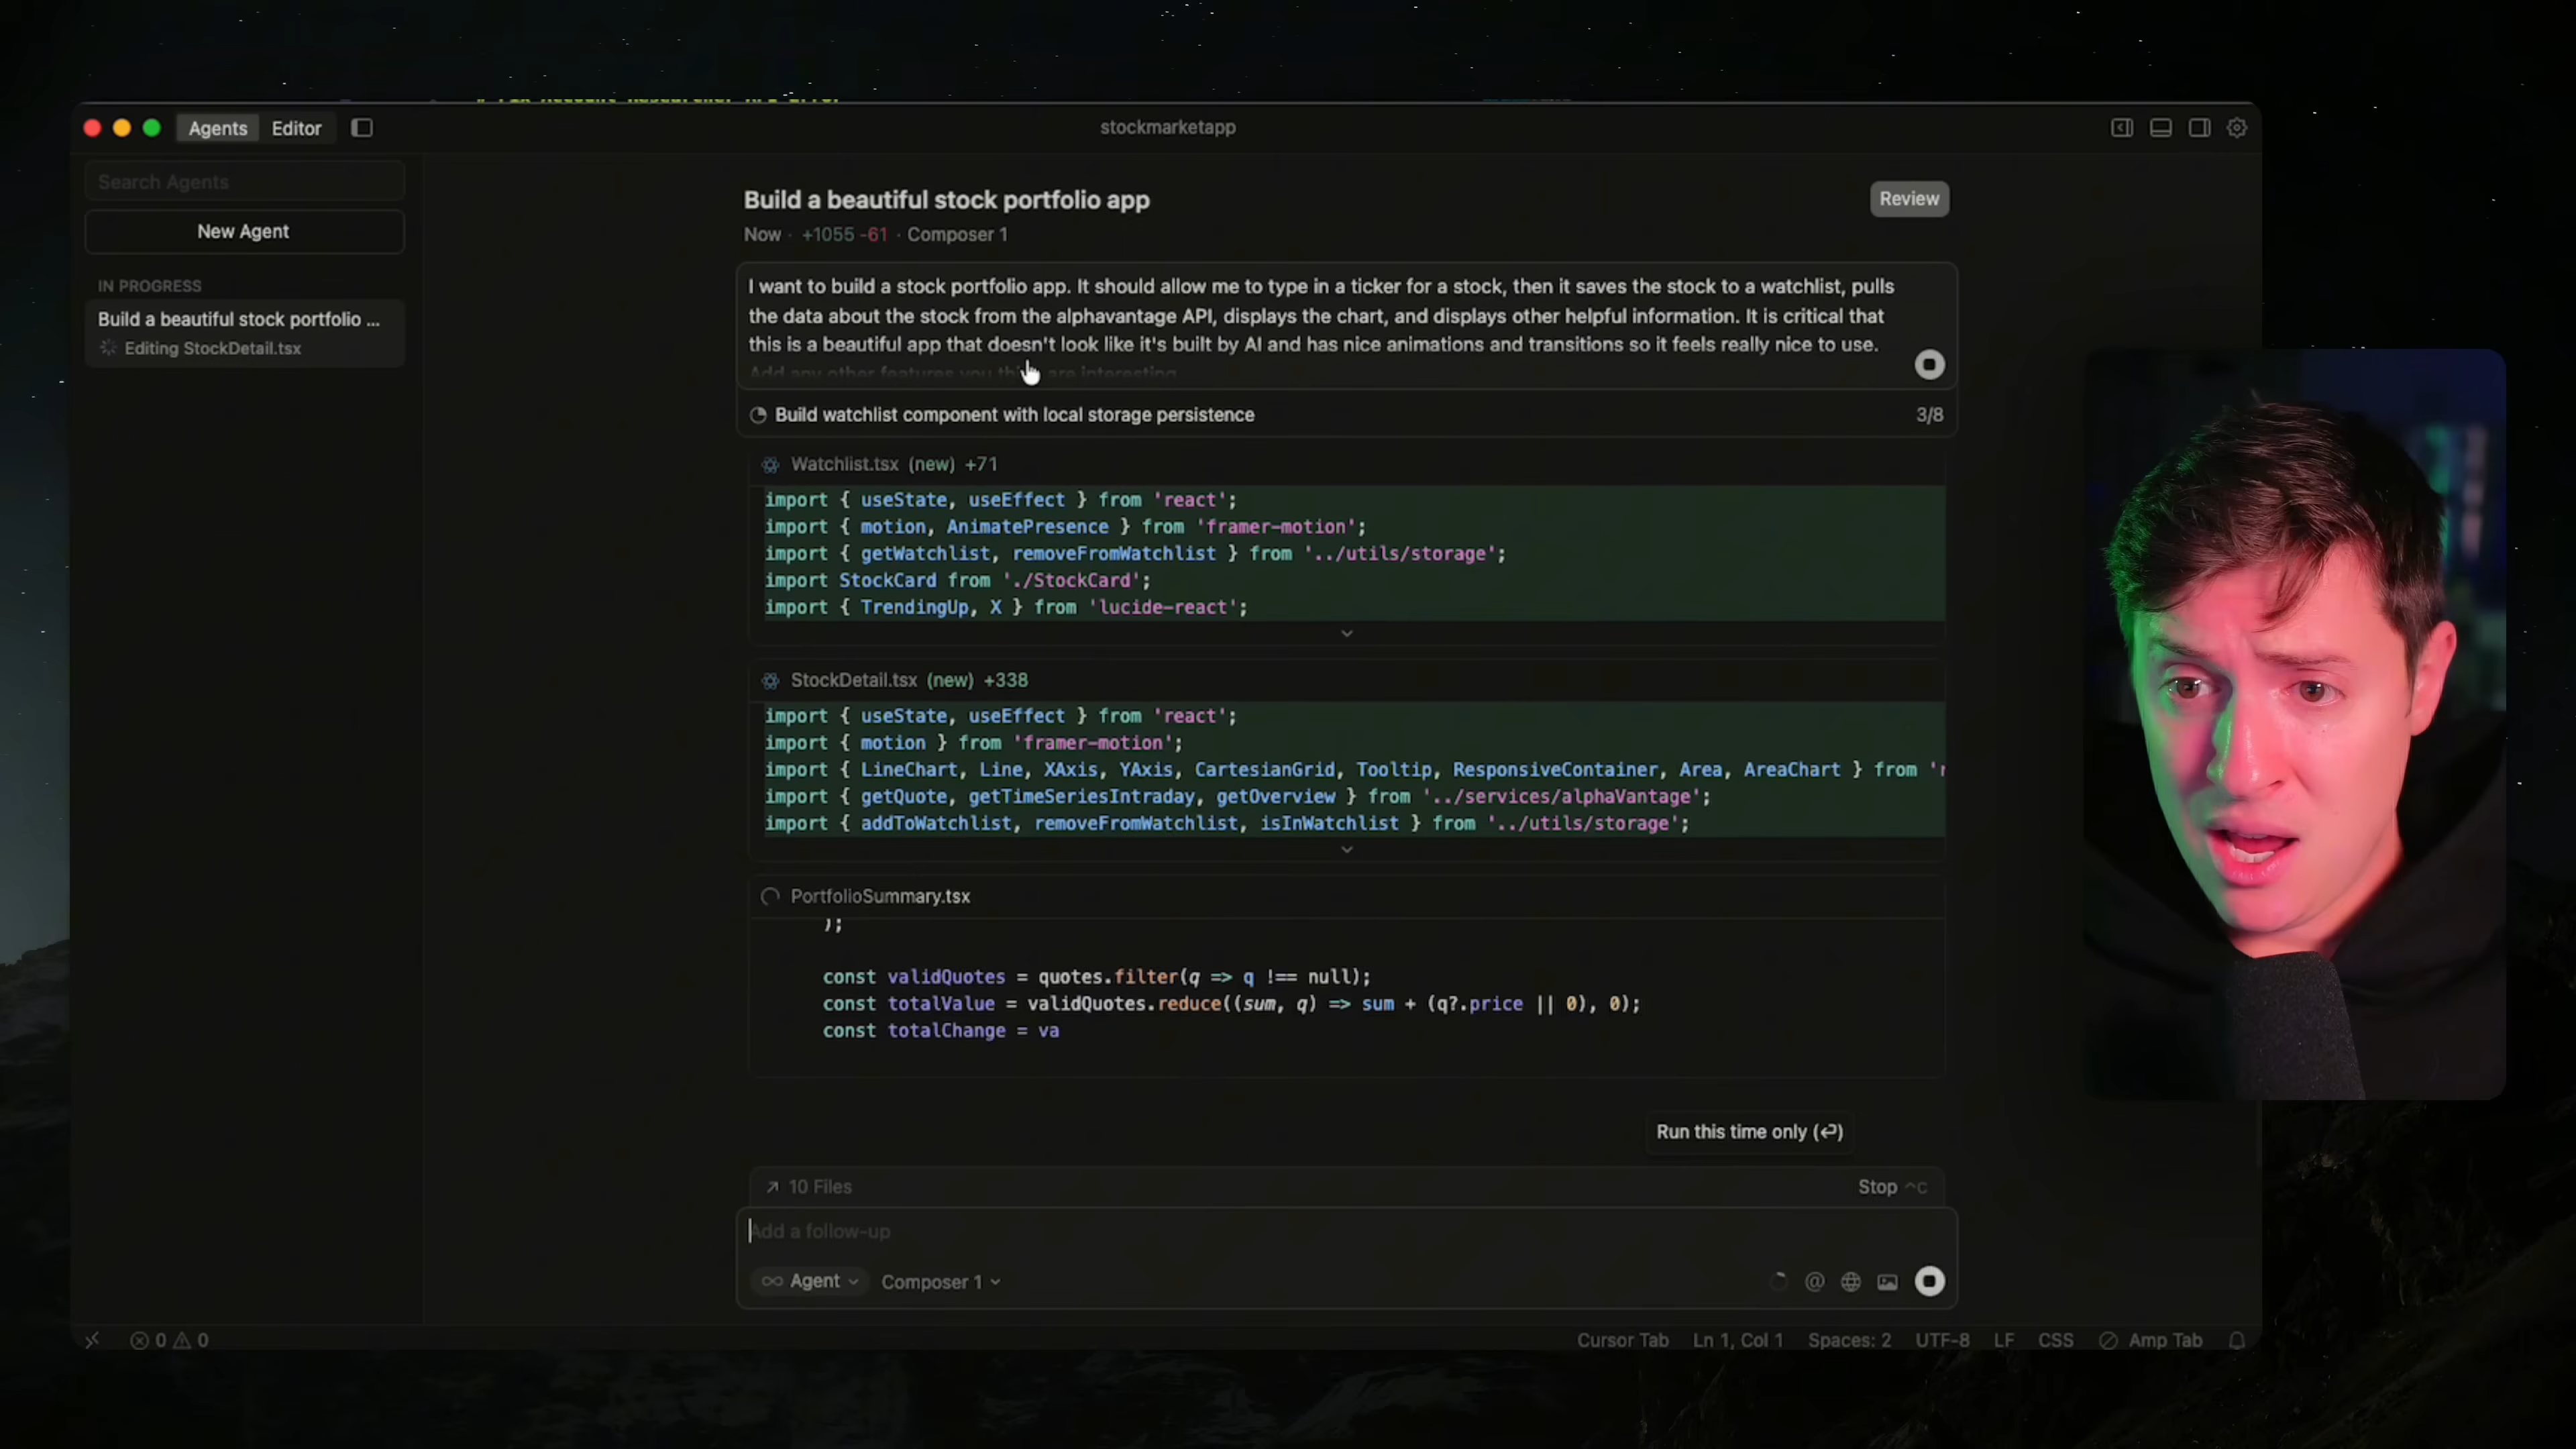 Agents Editor
stockmarketapp
Search Agents
New Agent
IN PROGRESS
Build a beautiful stock portfolio ...
Editing StockDetail.tsx
Build a beautiful stock portfolio app
Review
Now · +1055 -61 · Composer 1
I want to build a stock portfolio app. It should allow me to type in a ticker for a stock, then it saves the stock to a watchlist, pulls
the data about the stock from the alphavantage API, displays the chart, and displays other helpful information. It is critical that
this is a beautiful app that doesn't look like it's built by AI and has nice animations and transitions so it feels really nice to use.
Add any other features you are interesting
Build watchlist component with local storage persistence
3/8
Watchlist.tsx (new) +71
import { useState, useEffect } from 'react';
import { motion, AnimatePresence } from 'framer-motion';
import { getWatchlist, removeFromWatchlist } from '../utils/storage';
import StockCard from './StockCard';
import { TrendingUp, X } from 'lucide-react';
StockDetail.tsx (new) +338
import { useState, useEffect } from 'react';
import { motion } from 'framer-motion';
import { LineChart, Line, XAxis, YAxis, CartesianGrid, Tooltip, ResponsiveContainer, Area, AreaChart } from 'r
import { getQuote, getTimeSeriesIntraday, getOverview } from '../services/alphaVantage';
import { addToWatchlist, removeFromWatchlist, isInWatchlist } from '../utils/storage';
PortfolioSummary.tsx
);
const validQuotes = quotes.filter(q => q !== null);
const totalValue = validQuotes.reduce((sum, q) => sum + (q?.price || 0), 0);
const totalChange = va
Run this time only (⏎)
10 Files
Stop ^c
Add a follow-up
Agent Composer 1
0 0
Cursor Tab Ln 1, Col 1 Spaces: 2 UTF-8 LF CSS Amp Tab